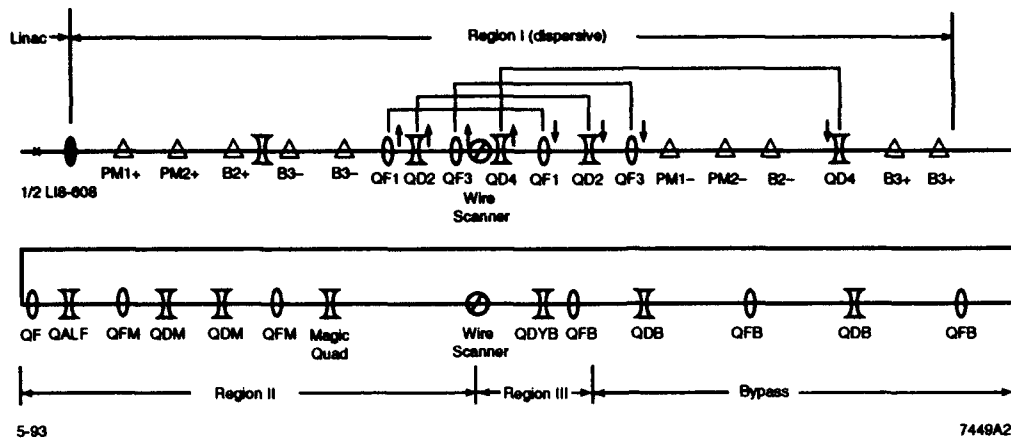 Linac
Region I (dispersive)
PM1+ PM2+ B2+ B3– B3– QF1 QD2 QF3 QD4 QF1 QD2 QF3 PM1– PM2– B2– QD4 B3+ B3+
1/2 LI8-608
Wire
Scanner
QF QALF QFM QDM QDM QFM Magic Wire QDYB QFB QDB QFB QDB QFB
Quad Scanner
Region II Region III Bypass
5-93 7449A2